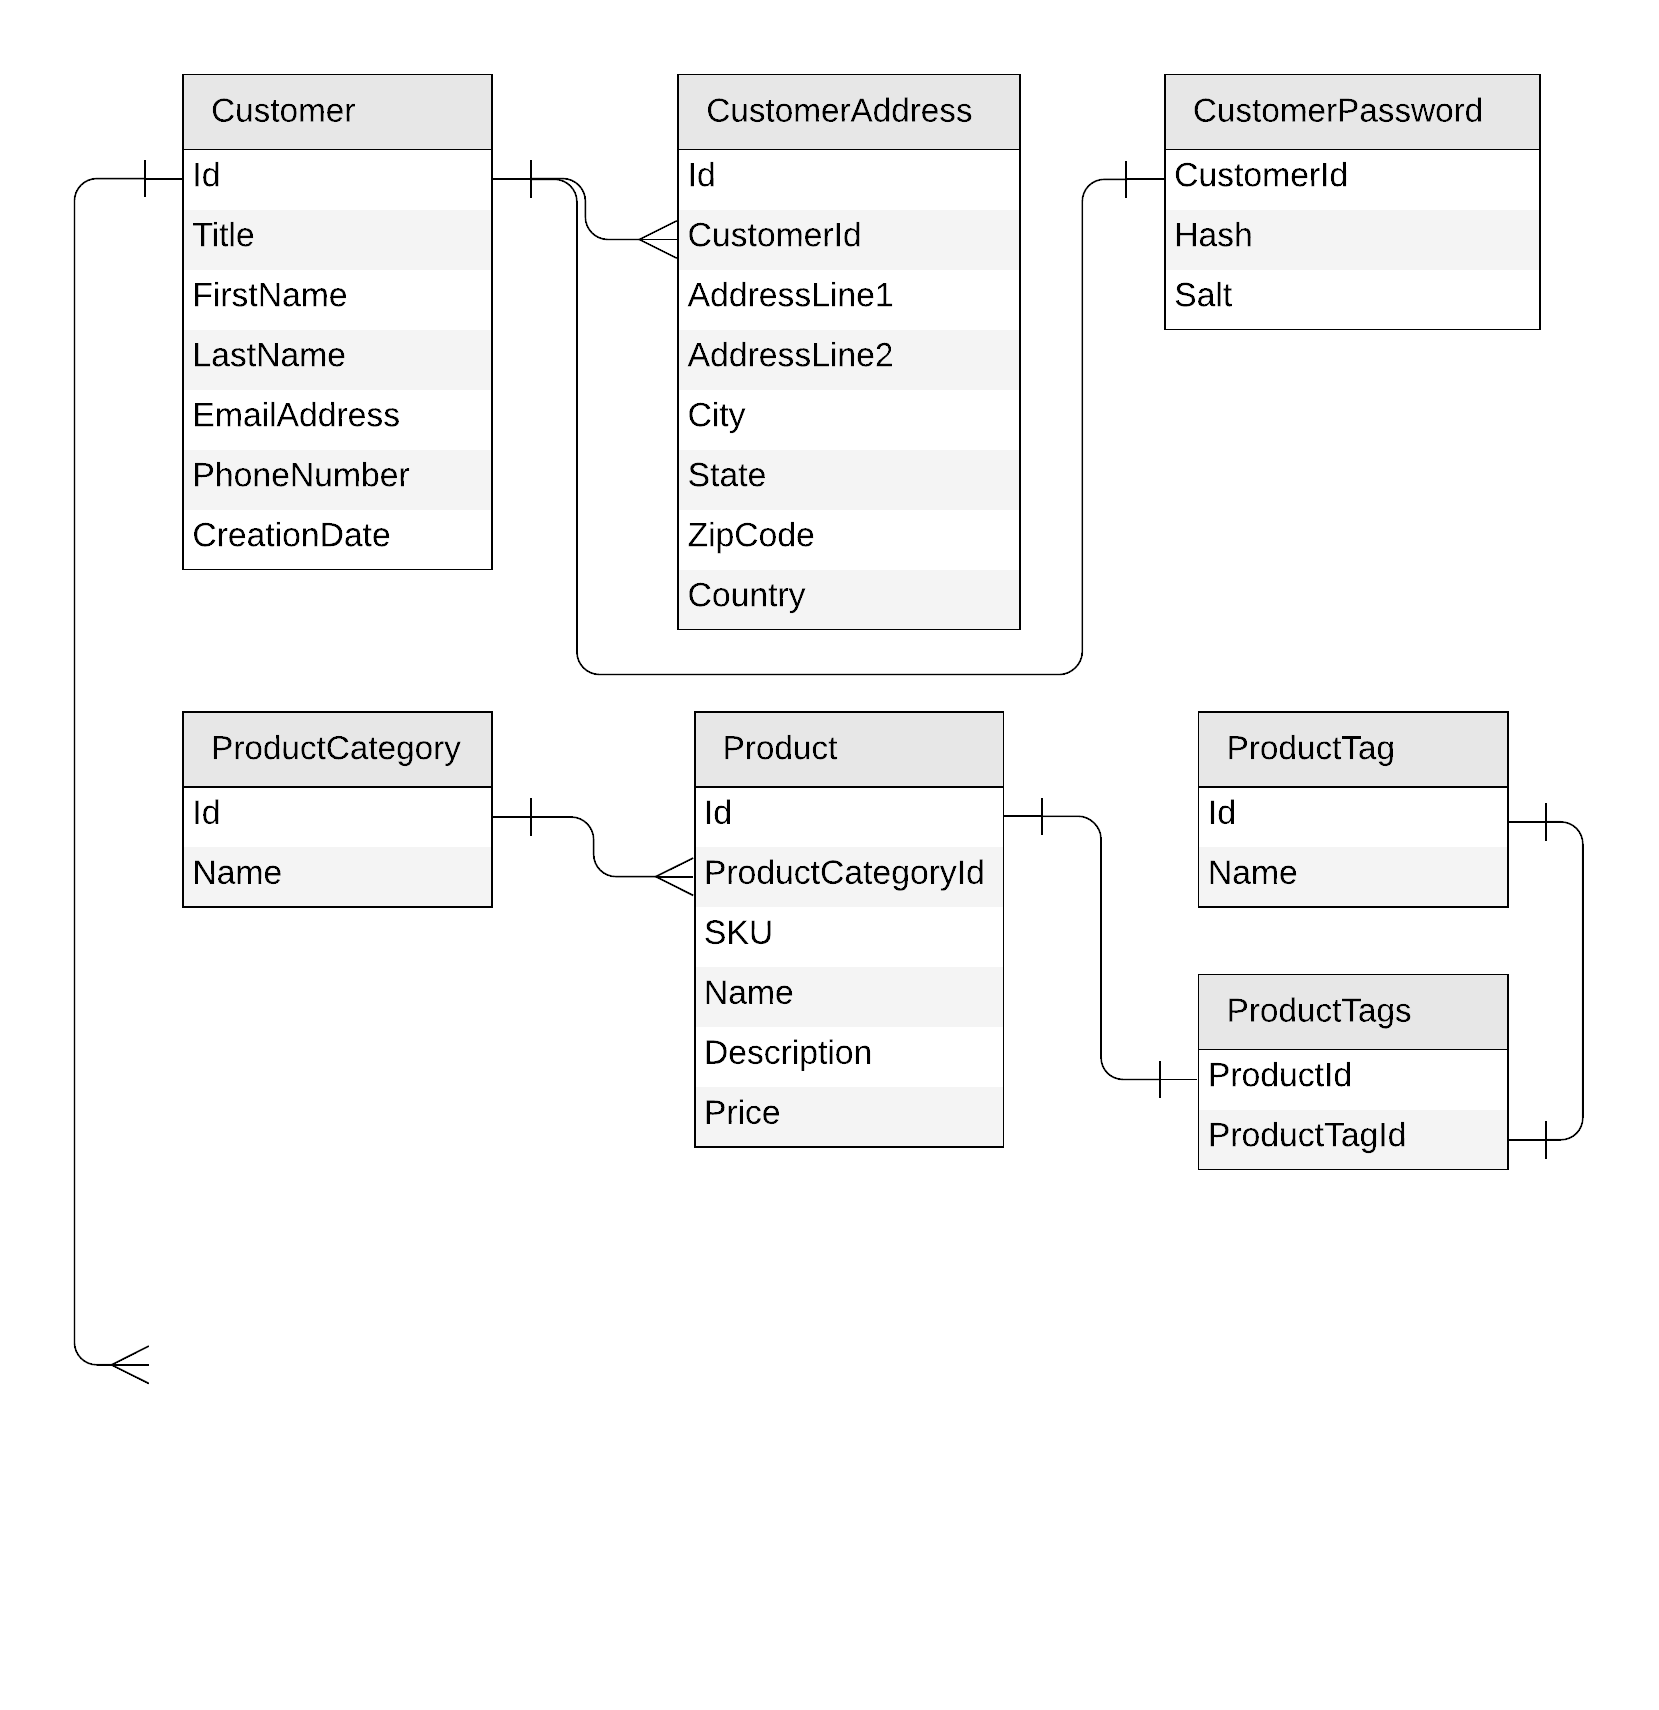 Customer
Id
Title
FirstName
LastName
EmailAddress
PhoneNumber
CreationDate
CustomerAddress
Id
CustomerId
AddressLine1
AddressLine2
City
State
ZipCode
Country
CustomerPassword
CustomerId
Hash
Salt
ProductCategory
Id
Name
Product
Id
ProductCategoryId
SKU
Name
Description
Price
ProductTag
Id
Name
ProductTags
ProductId
ProductTagId